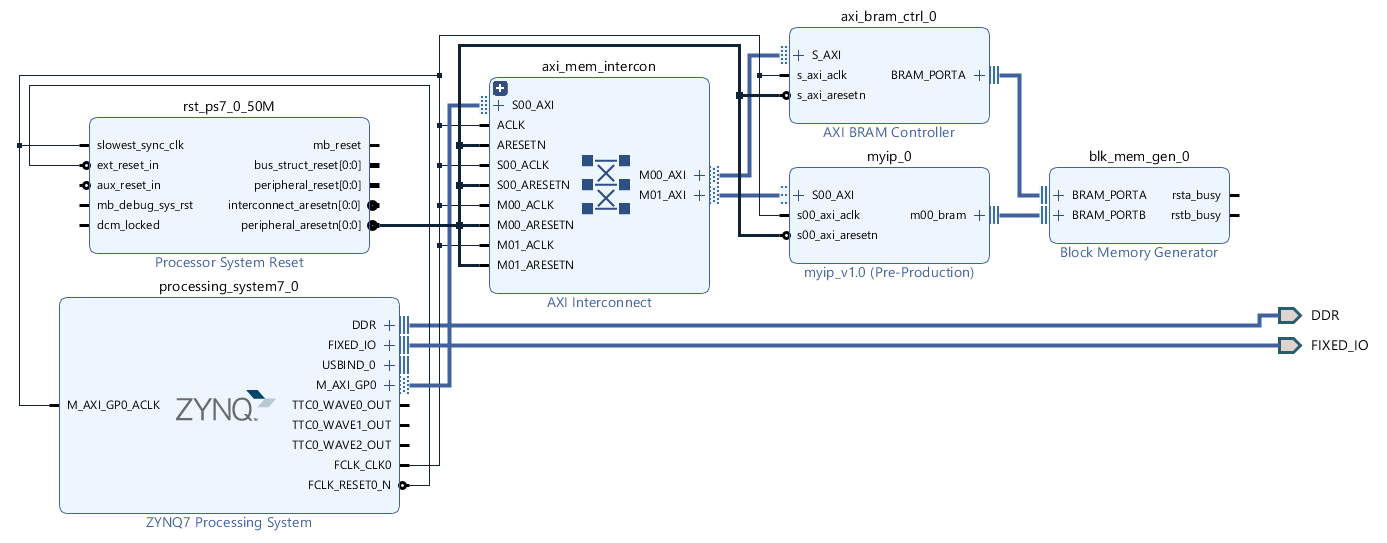 axi_bram_ctrl_0
S_AXI
s_axi_aclk
s_axi_aresetn
BRAM_PORTA
AXI BRAM Controller
axi_mem_intercon
S00_AXI
ACLK
ARESETN
S00_ACLK
S00_ARESETN
M00_ACLK
M00_ARESETN
M01_ACLK
M01_ARESETN
M00_AXI
M01_AXI
AXI Interconnect
rst_ps7_0_50M
slowest_sync_clk
ext_reset_in
aux_reset_in
mb_debug_sys_rst
dcm_locked
mb_reset
bus_struct_reset[0:0]
peripheral_reset[0:0]
interconnect_aresetn[0:0]
peripheral_aresetn[0:0]
Processor System Reset
myip_0
S00_AXI
s00_axi_aclk
s00_axi_aresetn
m00_bram
myip_v1.0 (Pre-Production)
blk_mem_gen_0
BRAM_PORTA
BRAM_PORTB
rsta_busy
rstb_busy
Block Memory Generator
processing_system7_0
M_AXI_GP0_ACLK
ZYNQ
DDR
FIXED_IO
USBIND_0
M_AXI_GP0
TTC0_WAVE0_OUT
TTC0_WAVE1_OUT
TTC0_WAVE2_OUT
FCLK_CLK0
FCLK_RESET0_N
ZYNQ7 Processing System
DDR
FIXED_IO